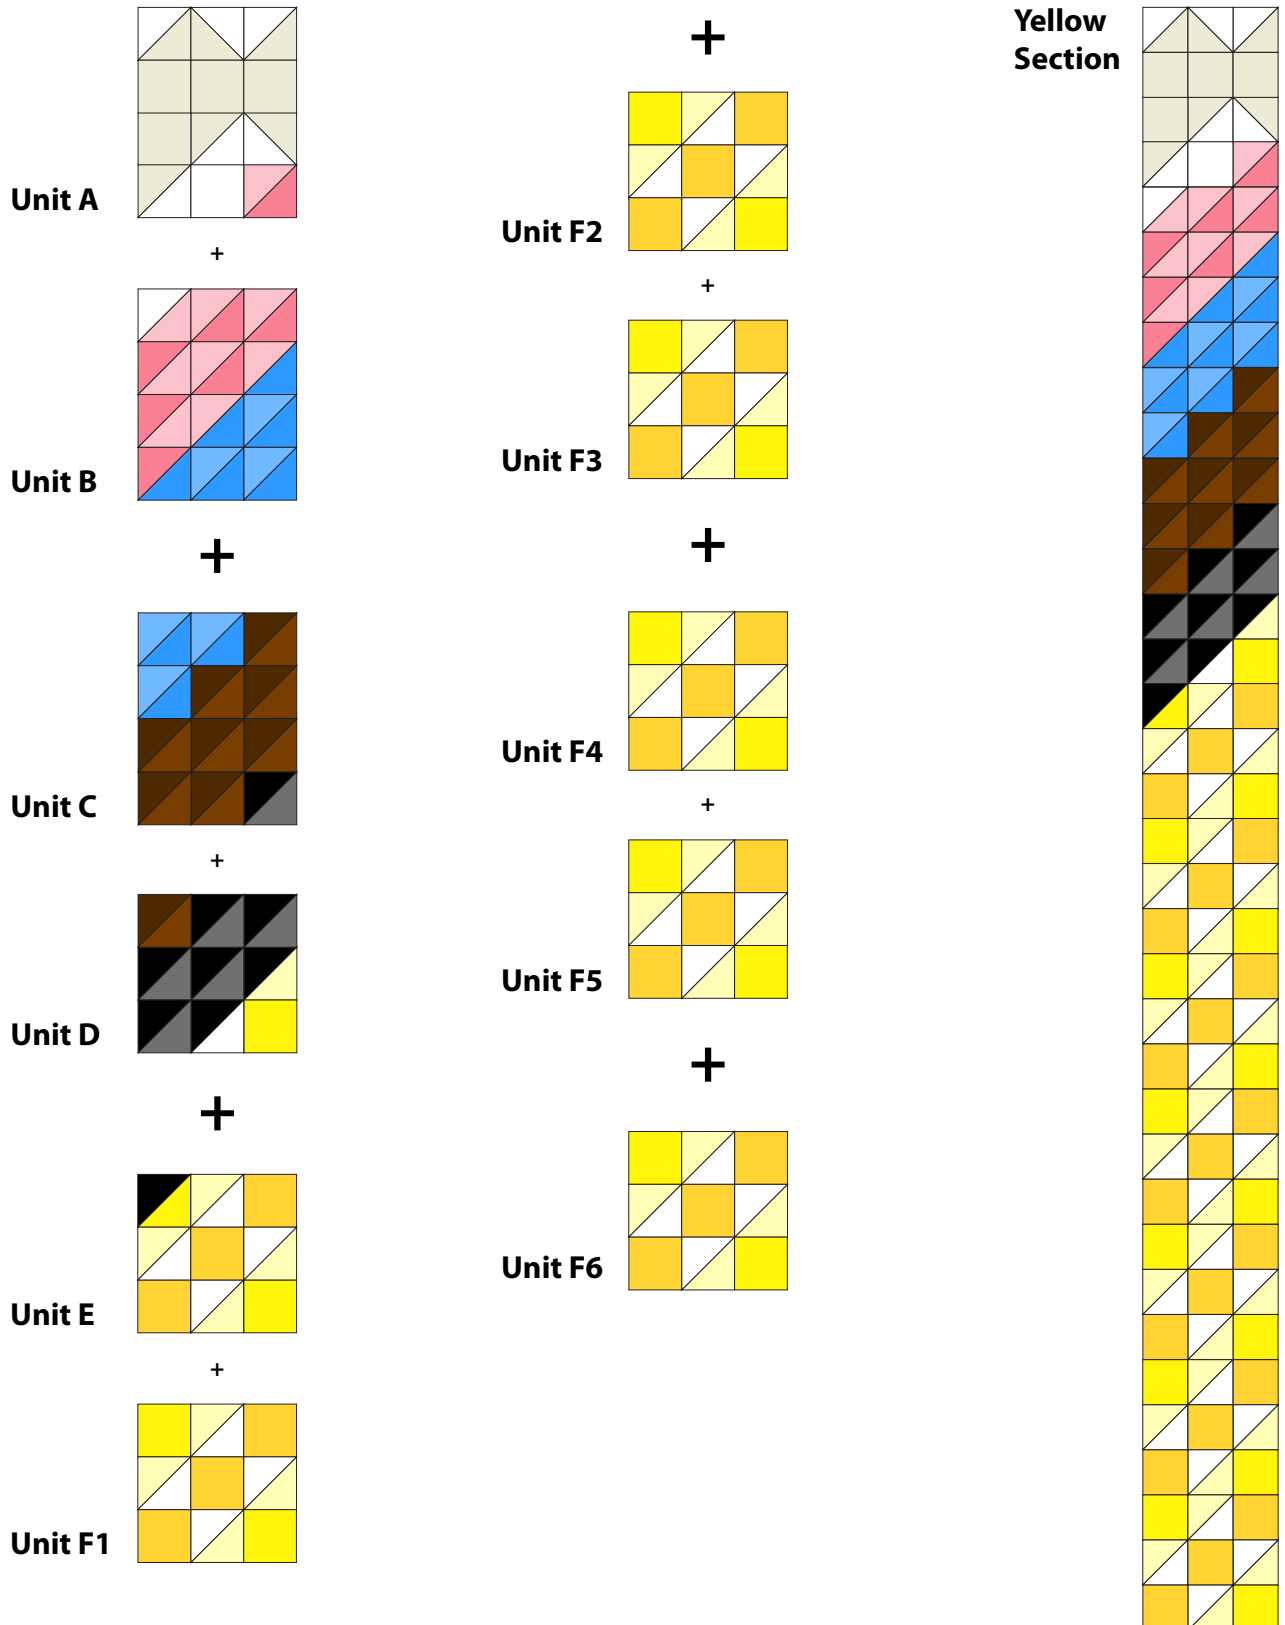 Unit A
+
Unit B
+
Unit C
+
Unit D
+
Unit E
+
Unit F1
+
Unit F2
+
Unit F3
+
Unit F4
+
Unit F5
+
Unit F6
Yellow
Section